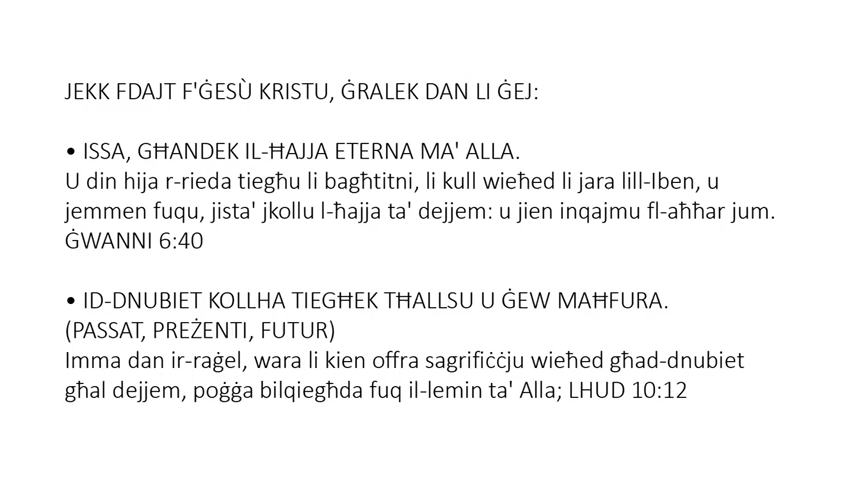 JEKK FDAJT F'ĠESÙ KRISTU, ĠRALEK DAN LI ĠEJ:
• ISSA, GĦANDEK IL-ĦAJJA ETERNA MA' ALLA.
U din hija r-rieda tiegħu li bagħtitni, li kull wieħed li jara lill-Iben, u
jemmen fuqu, jista' jkollu l-ħajja ta' dejjem: u jien inqajmu fl-aħħar jum.
ĠWANNI 6:40
• ID-DNUBIET KOLLHA TIEGĦEK TĦALLSU U ĠEW MAĦFURA.
(PASSAT, PREŻENTI, FUTUR)
Imma dan ir-raġel, wara li kien offra sagrifiċċju wieħed għad-dnubiet
għal dejjem, poġġa bilqiegħda fuq il-lemin ta' Alla; LHUD 10:12